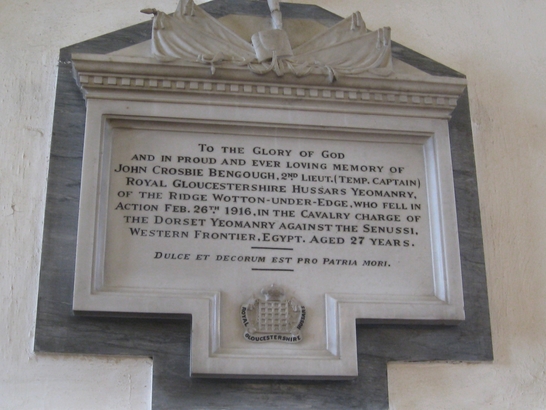 To the Glory of God
and in proud and ever loving memory of
John Crosbie Bengough, 2nd Lieut. (Temp. Captain)
Royal Gloucestershire Hussars Yeomanry,
of the Ridge Wotton-under-Edge, who fell in
action Feb. 26th 1916, in the Cavalry charge of
the Dorset Yeomanry against the Senussi,
Western Frontier, Egypt. Aged 27 years.
Dulce et decorum est pro patria mori.
Royal Gloucestershire Hussars